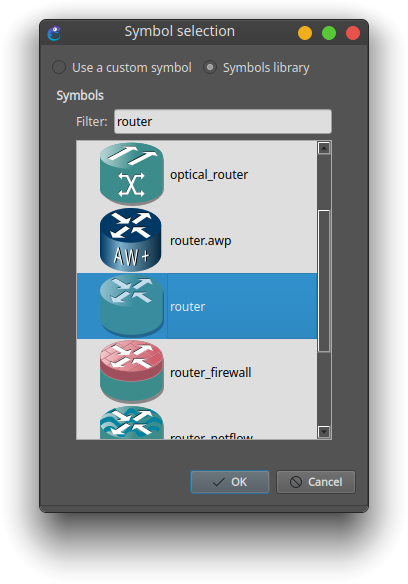 Symbol selection
Use a custom symbol Symbols library
Symbols
Filter: router
optical_router
router.awp
AW+
router
router_firewall
router_netflow
OK Cancel